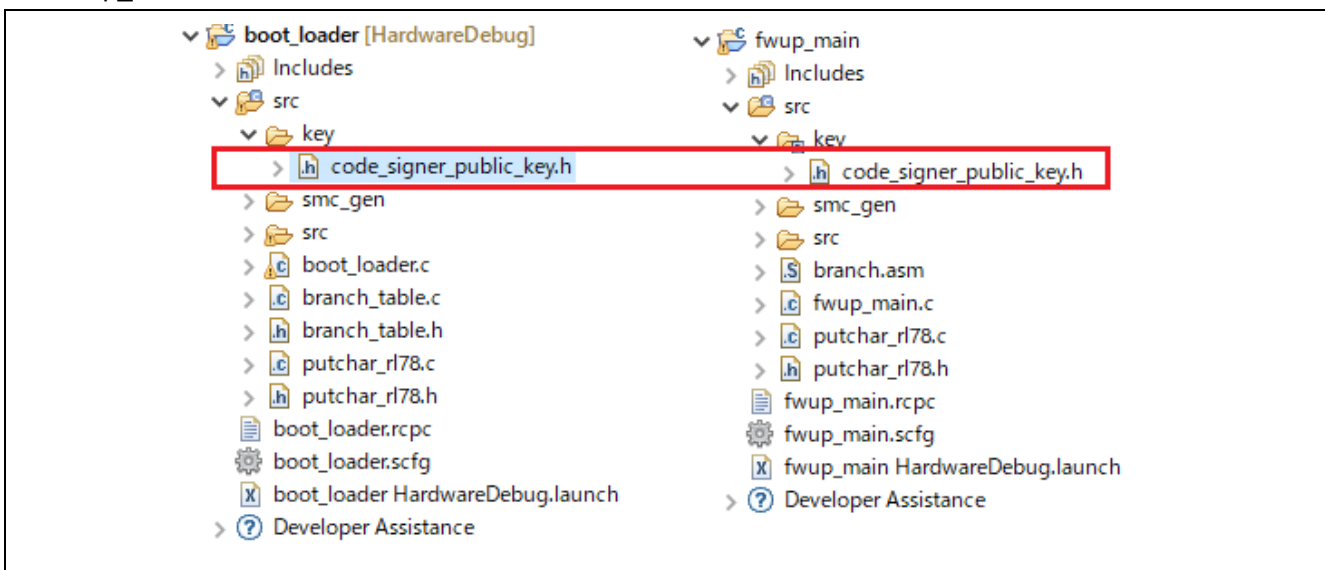 boot_loader [HardwareDebug]
Includes
src
key
code_signer_public_key.h
smc_gen
src
boot_loader.c
branch_table.c
branch_table.h
putchar_rl78.c
putchar_rl78.h
boot_loader.rcpc
boot_loader.scfg
boot_loader HardwareDebug.launch
Developer Assistance
fwup_main
Includes
src
key
code_signer_public_key.h
smc_gen
src
branch.asm
fwup_main.c
putchar_rl78.c
putchar_rl78.h
fwup_main.rcpc
fwup_main.scfg
fwup_main HardwareDebug.launch
Developer Assistance